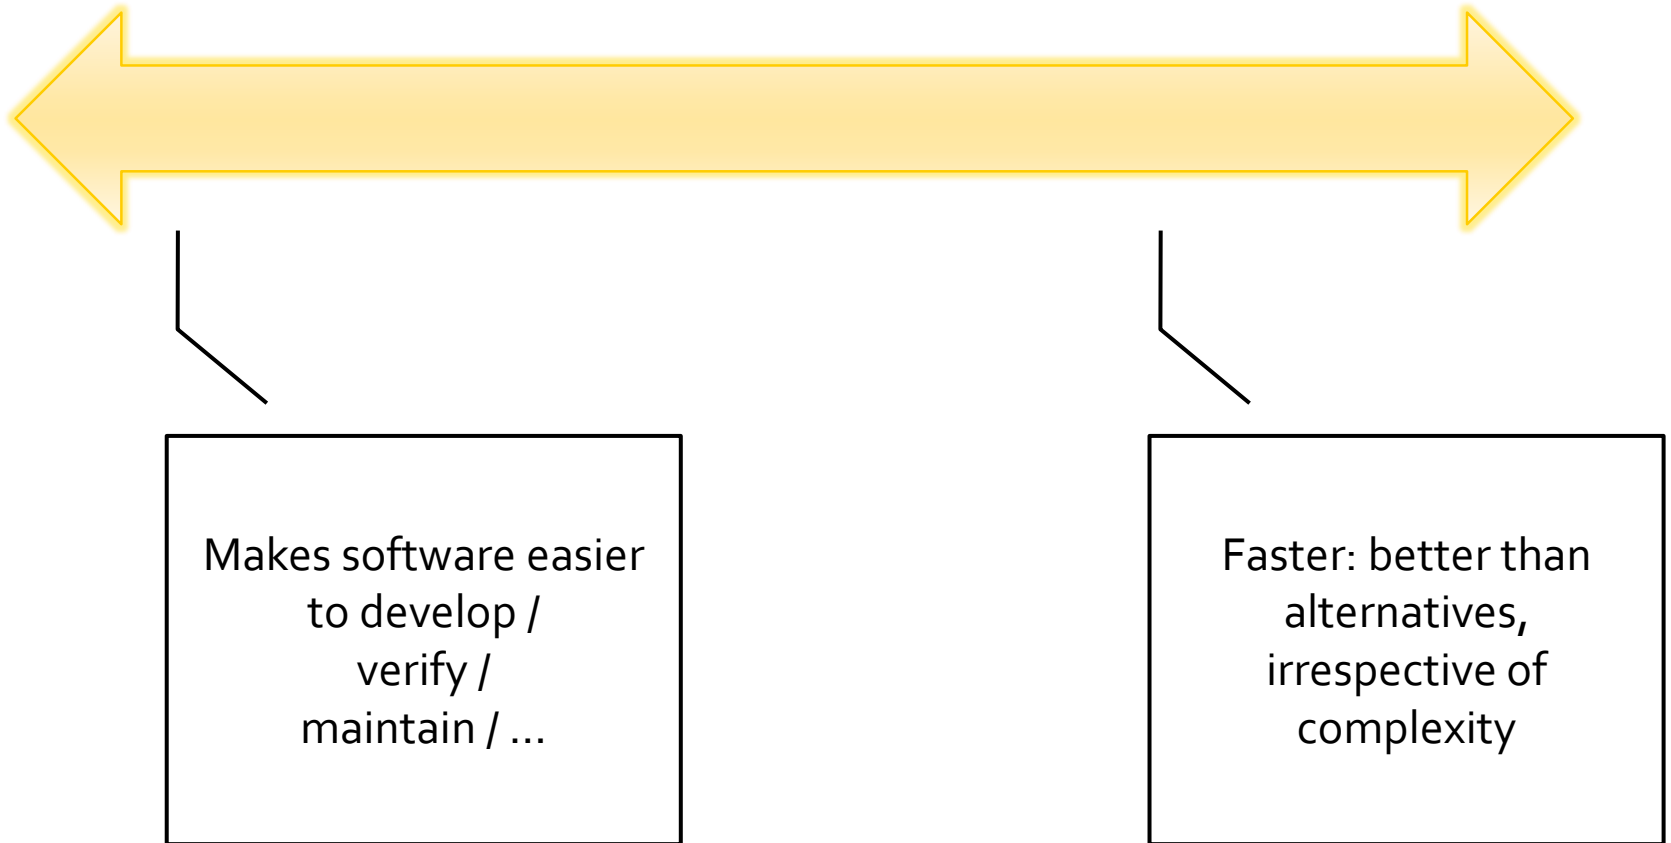 Makes software easier
to develop /
verify /
maintain / ...
Faster: better than
alternatives,
irrespective of
complexity